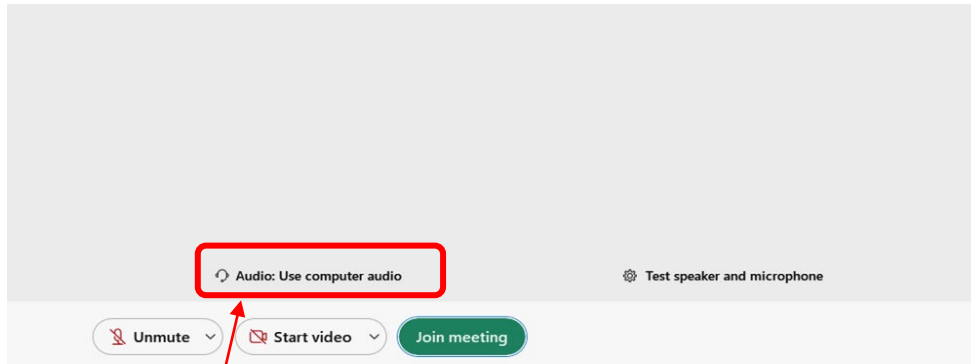 Audio: Use computer audio Test speaker and microphone
Unmute Start video Join meeting